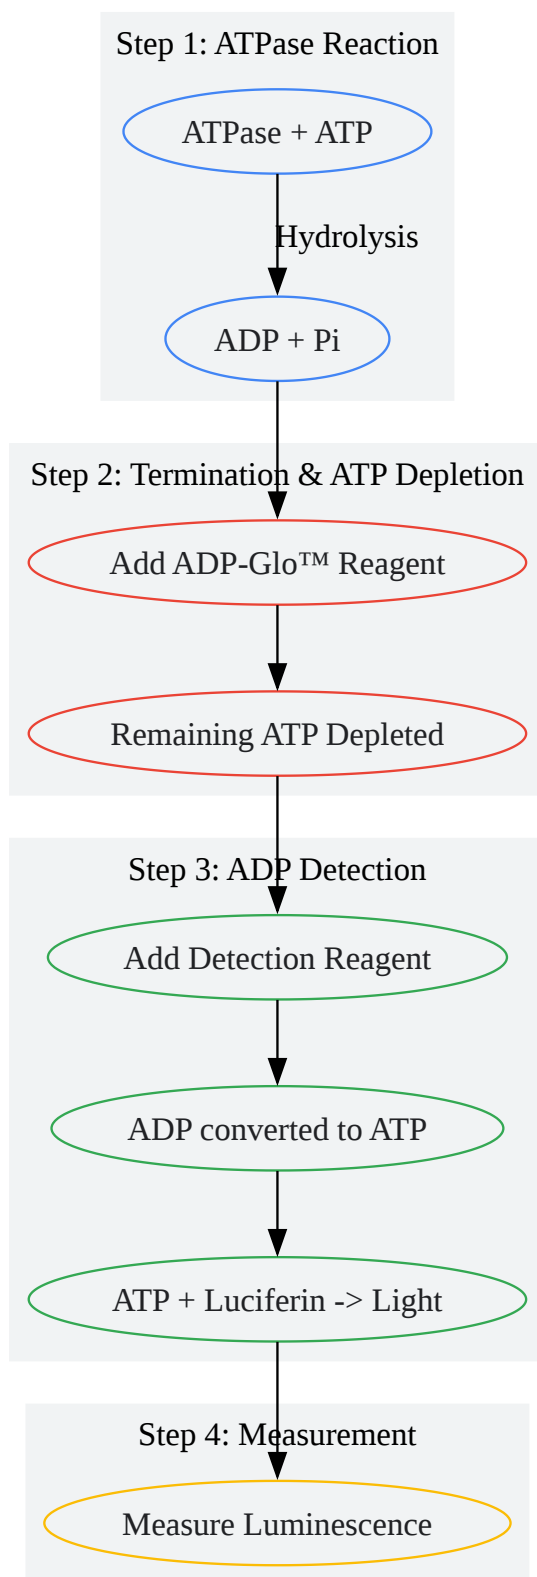 Step 1: ATPase Reaction
ATPase + ATP
Hydrolysis
ADP + Pi
Step 2: Termination & ATP Depletion
Add ADP-Glo™ Reagent
Remaining ATP Depleted
Step 3: ADP Detection
Add Detection Reagent
ADP converted to ATP
ATP + Luciferin -> Light
Step 4: Measurement
Measure Luminescence